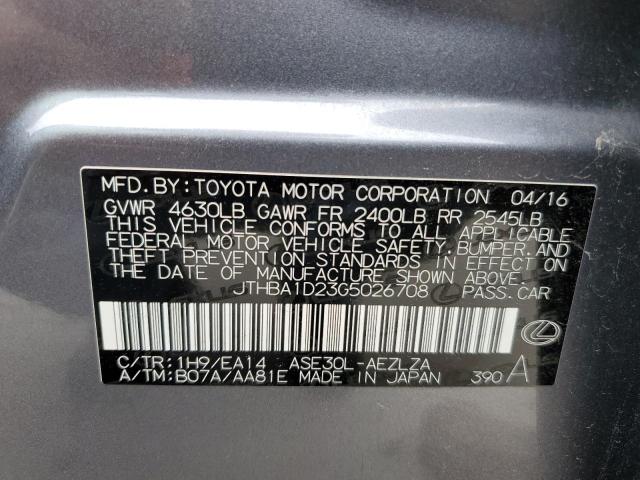 MFD.BY:TOYOTA MOTOR CORPORATION 04/16
GVWR 4630LB GAWR FR 2400LB RR 2545LB
THIS VEHICLE CONFORMS TO ALL APPLICABLE
FEDERAL MOTOR VEHICLE SAFETY,BUMPER,AND
THEFT PREVENTION STANDARDS IN EFFECT ON
THE DATE OF MANUFACTURE SHOWN ABOVE.
JTHBA1D23G5026708 PASS.CAR
C/TR:1H9/EA14 ASE30L-AEZLZA
A/TM:B07A/AA81E MADE IN JAPAN 390 A